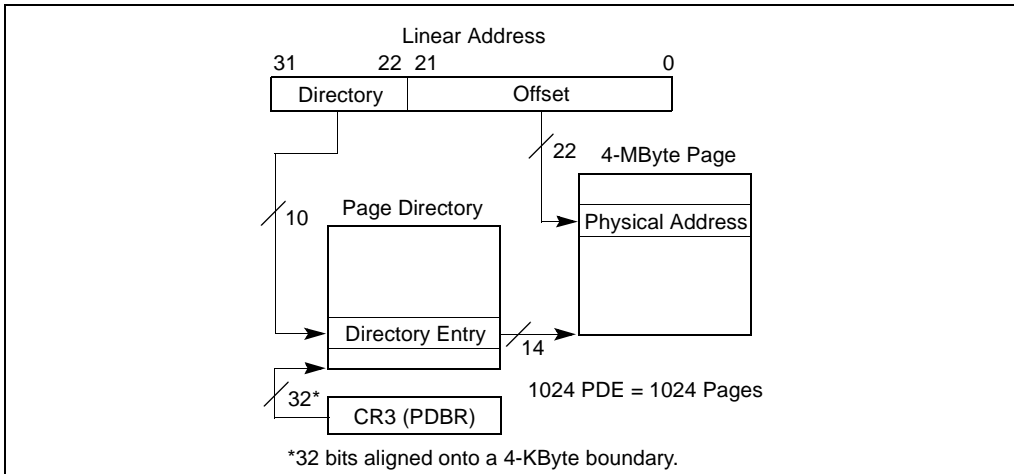 Linear Address
31 22 21 0
Directory Offset
22 4-MByte Page
10 Page Directory Physical Address
Directory Entry 14
32* 1024 PDE = 1024 Pages
CR3 (PDBR)
*32 bits aligned onto a 4-KByte boundary.